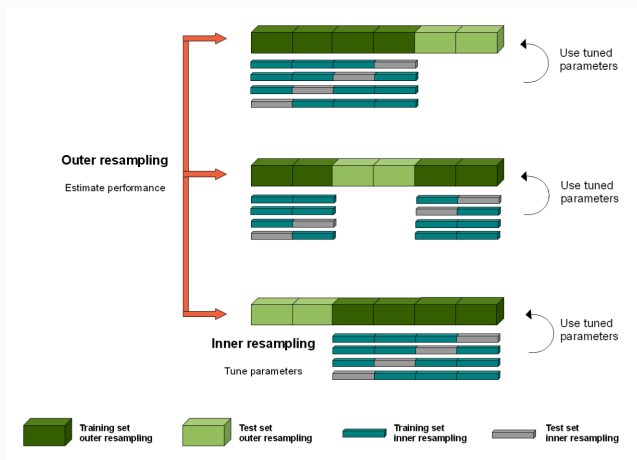 Use tuned
parameters
Outer resampling
Estimate performance
Use tuned
parameters
Use tuned
parameters
Inner resampling
Tune parameters
Training set
outer resampling
Test set
outer resampling
Training set
inner resampling
Test set
inner resampling